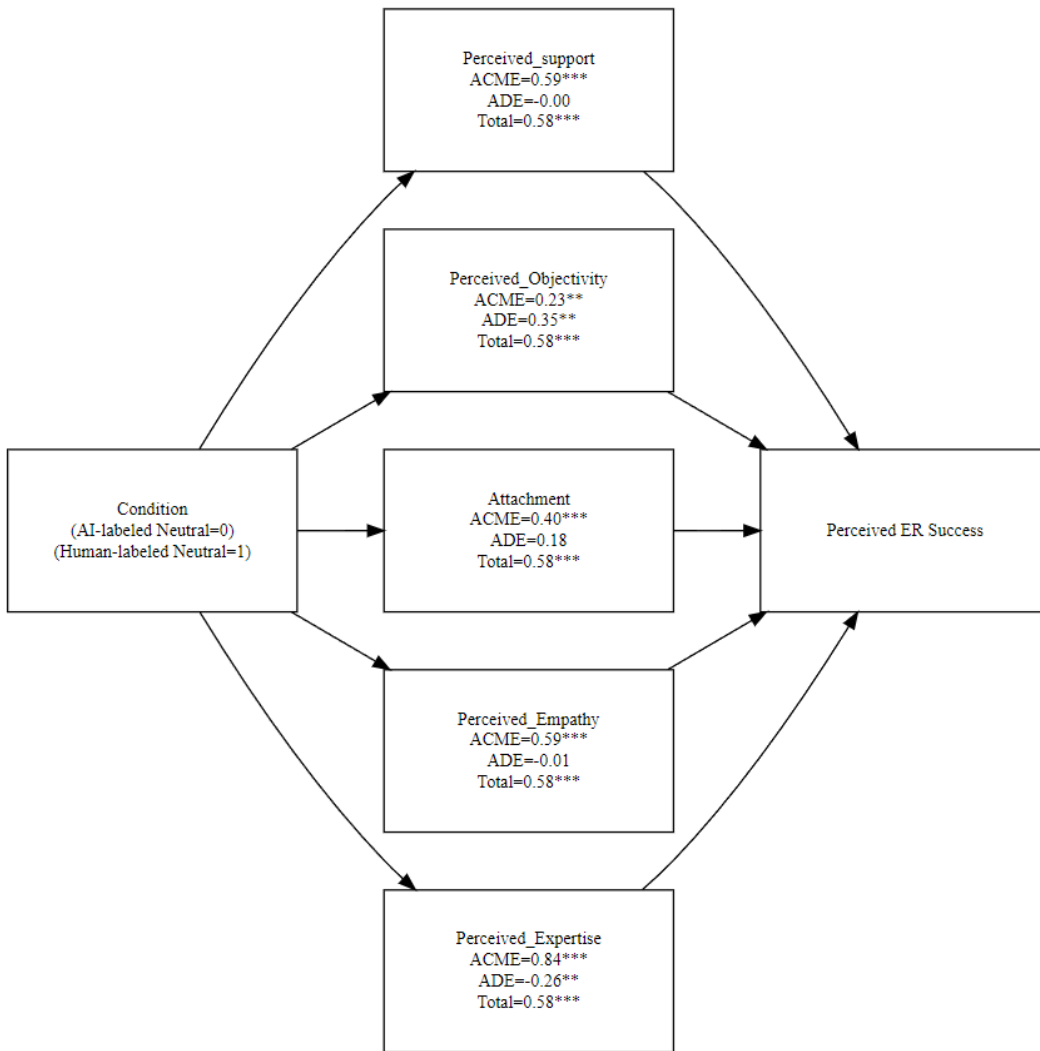 Perceived_support
ACME=0.59***
ADE=-0.00
Total=0.58***
Perceived_Objectivity
ACME=0.23**
ADE=0.35**
Total=0.58***
Condition
(AI-labeled Neutral=0)
(Human-labeled Neutral=1)
Attachment
ACME=0.40***
ADE=0.18
Total=0.58***
Perceived ER Success
Perceived_Empathy
ACME=0.59***
ADE=-0.01
Total=0.58***
Perceived_Expertise
ACME=0.84***
ADE=-0.26**
Total=0.58***